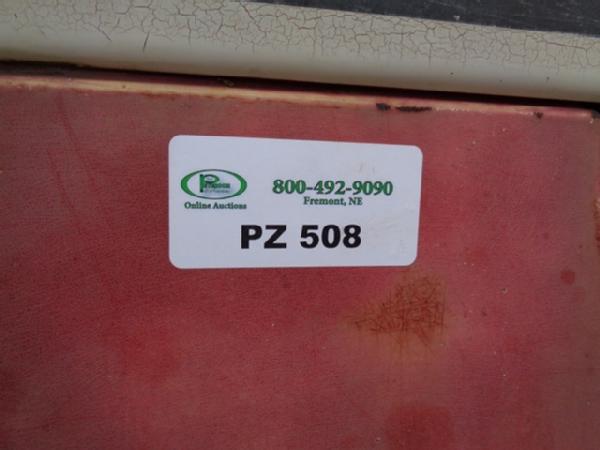 800-492-9090
Fremont, NE
Online Auctions
PZ 508